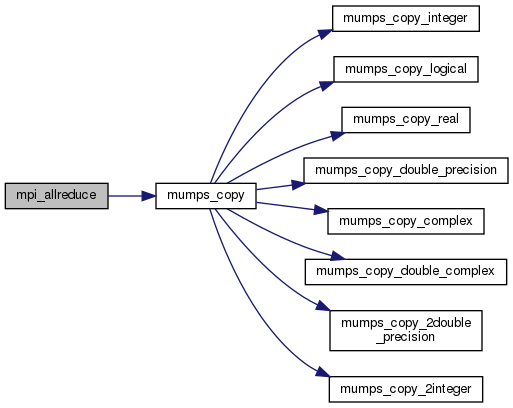 mumps_copy_integer
mumps_copy_logical
mumps_copy_real
mumps_copy_double_precision
mpi_allreduce
mumps_copy
mumps_copy_complex
mumps_copy_double_complex
mumps_copy_2double
_precision
mumps_copy_2integer